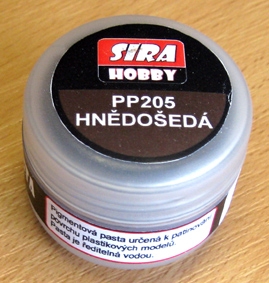 SIRA
HOBBY
PP205
HNĚDOŠEDÁ
Pigmentová pasta určená k patinování
povrchu plastikových modelů.
Pasta je ředitelná vodou.